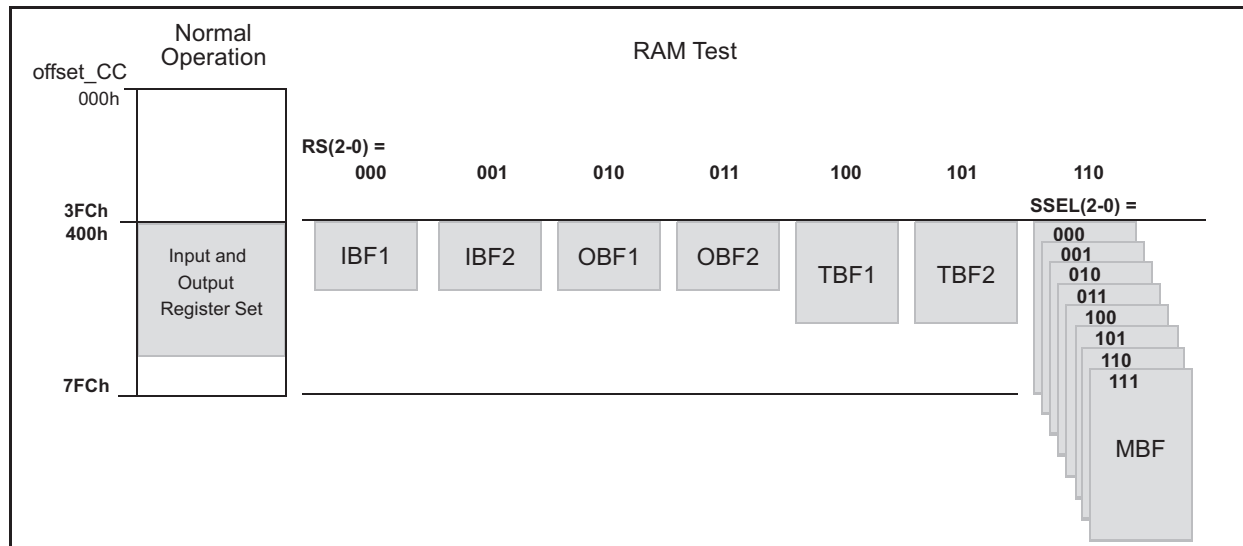 Normal
Operation
RAM Test
offset_CC
000h
RS(2-0) =
000 001 010 011 100 101 110
SSEL(2-0) =
3FCh
400h
Input and
Output
Register Set
7FCh
IBF1 IBF2 OBF1 OBF2 TBF1 TBF2
000
001
010
011
100
101
110
111
MBF